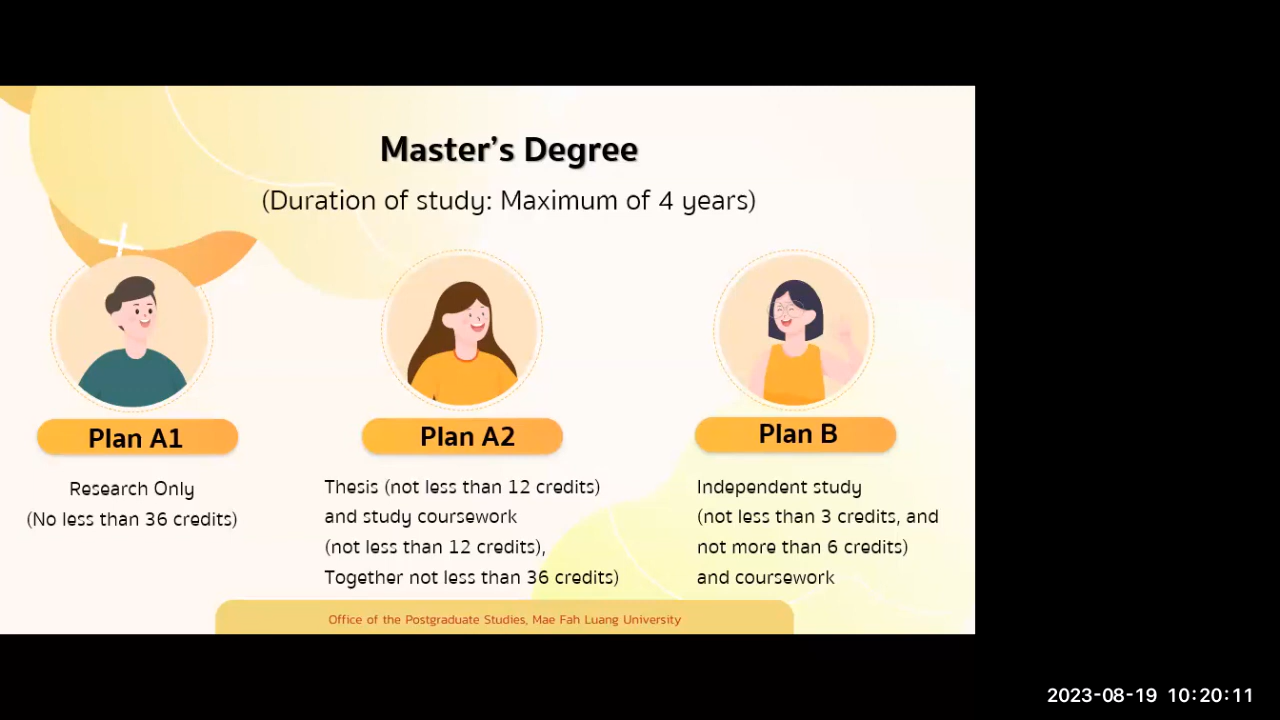 Master's Degree
(Duration of study: Maximum of 4 years)
Plan A1
Research Only
(No less than 36 credits)
Plan A2
Thesis (not less than 12 credits)
and study coursework
(not less than 12 credits),
Together not less than 36 credits)
Plan B
Independent study
(not less than 3 credits, and
not more than 6 credits)
and coursework
Office of the Postgraduate Studies, Mae Fah Luang University
2023-08-19 10:20:11